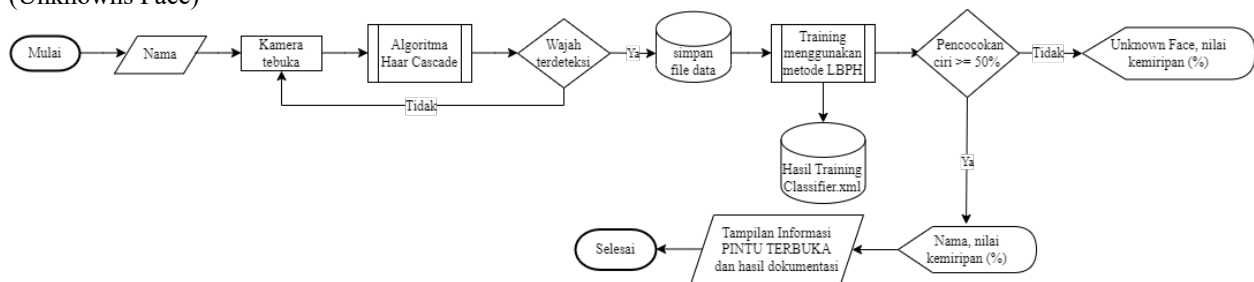 (Unknowns Face)
Mulai
Nama
Kamera
tebuka
Algoritma
Haar Cascade
Wajah
terdeteksi
Ya
Tidak
simpan
file data
Training
menggunakan
metode LBPH
Hasil Training
Classifier.xml
Pencocokan
ciri >= 50%
Tidak
Unknown Face, nilai
kemiripan (%)
Ya
Nama, nilai
kemiripan (%)
Tampilan Informasi
PINTU TERBUKA
dan hasil dokumentasi
Selesai